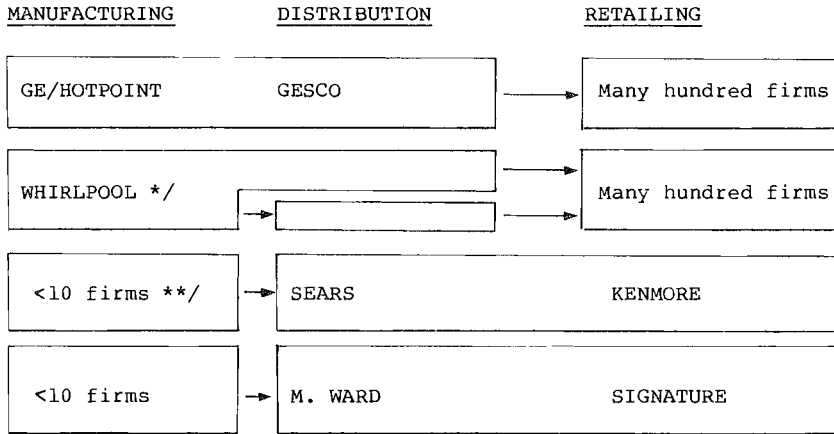 MANUFACTURING DISTRIBUTION RETAILING
GE/HOTPOINT GESCO Many hundred firms
WHIRLPOOL */ Many hundred firms
<10 firms **/ SEARS KENMORE
<10 firms M. WARD SIGNATURE